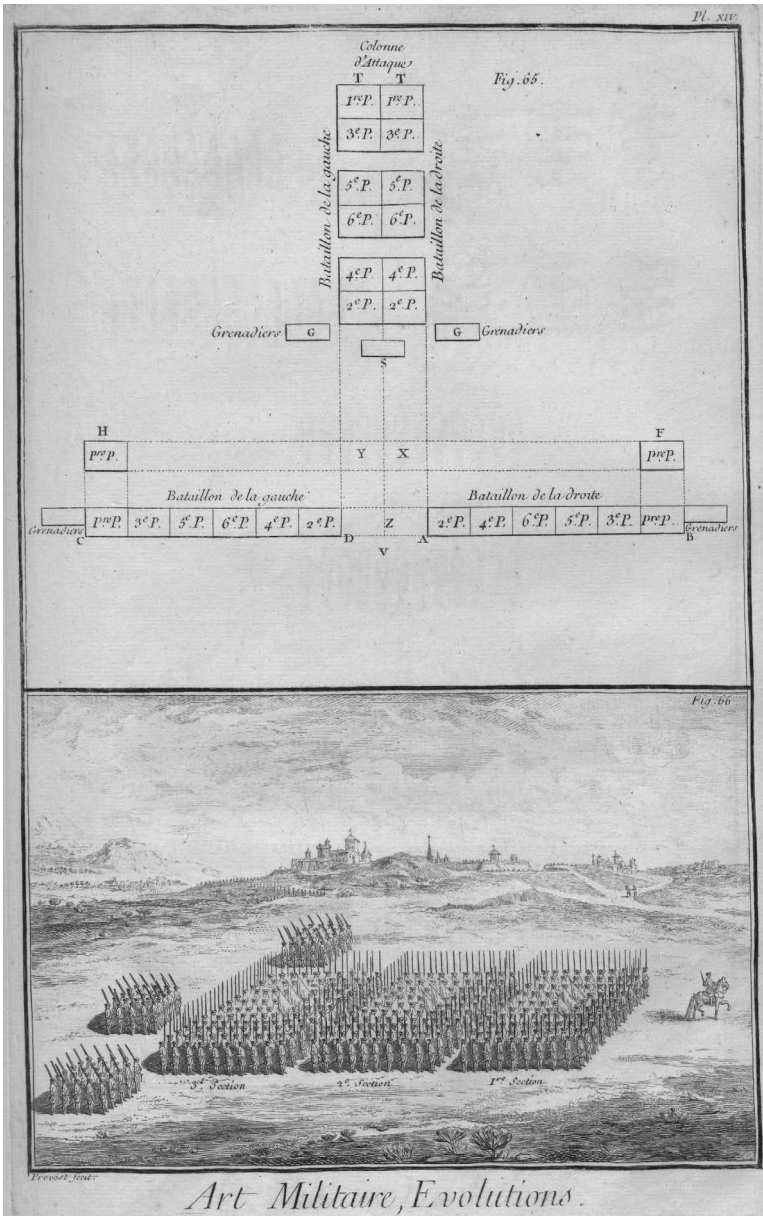 Pl. XIV.
Colonne
d'Attaque
T T
Fig. 65.
1re P. 1re P.
3e P. 3e P.
5e P. 5e P.
6e P. 6e P.
4e P. 4e P.
2e P. 2e P.
Bataillon de la gauche
Bataillon de la droite
Grenadiers G
G Grenadiers
S
H
F
pre p.
Y X
pre P.
Bataillon de la gauche
Bataillon de la droite
Grenadiers
pre P. 3e P. 5e P. 6e P. 4e P. 2e P.
Z
2e P. 4e P. 6e P. 5e P. 3e P. pre P.
Grenadiers
C
D
A
B
V
Fig. 66
3e Section
2e Section
1re Section
Prevost fecit
Art Militaire, Evolutions.